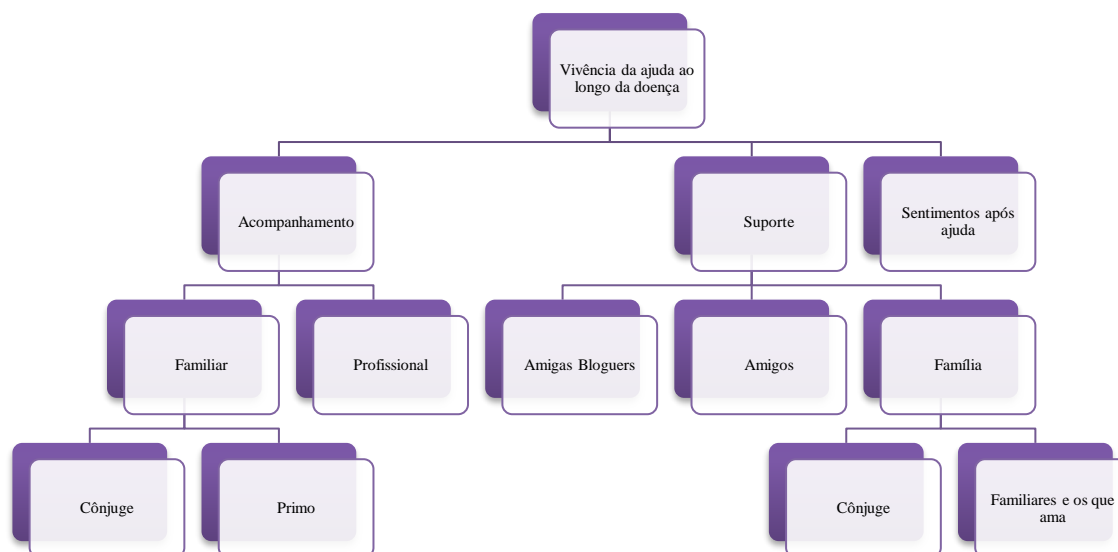 Vivência da ajuda ao
longo da doença
Acompanhamento
Suporte
Sentimentos após
ajuda
Familiar
Profissional
Amigas Bloguers
Amigos
Família
Cônjuge
Primo
Cônjuge
Familiares e os que
ama